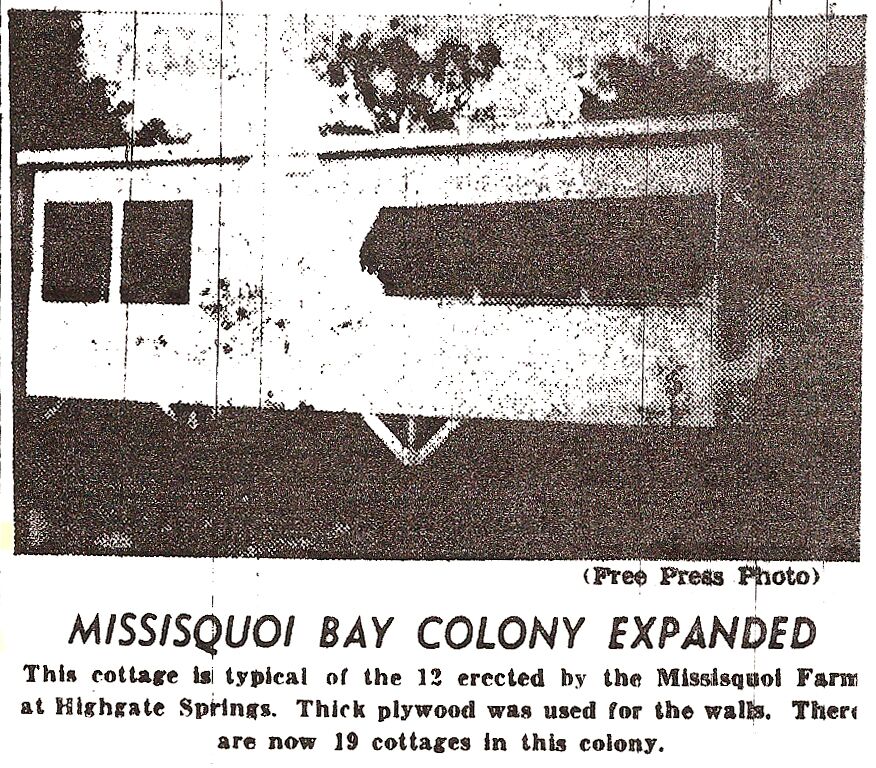 (Free Press Photo)
MISSISQUOI BAY COLONY EXPANDED
This cottage is typical of the 12 erected by the Missisquoi Farm
at Highgate Springs. Thick plywood was used for the walls. There
are now 19 cottages in this colony.